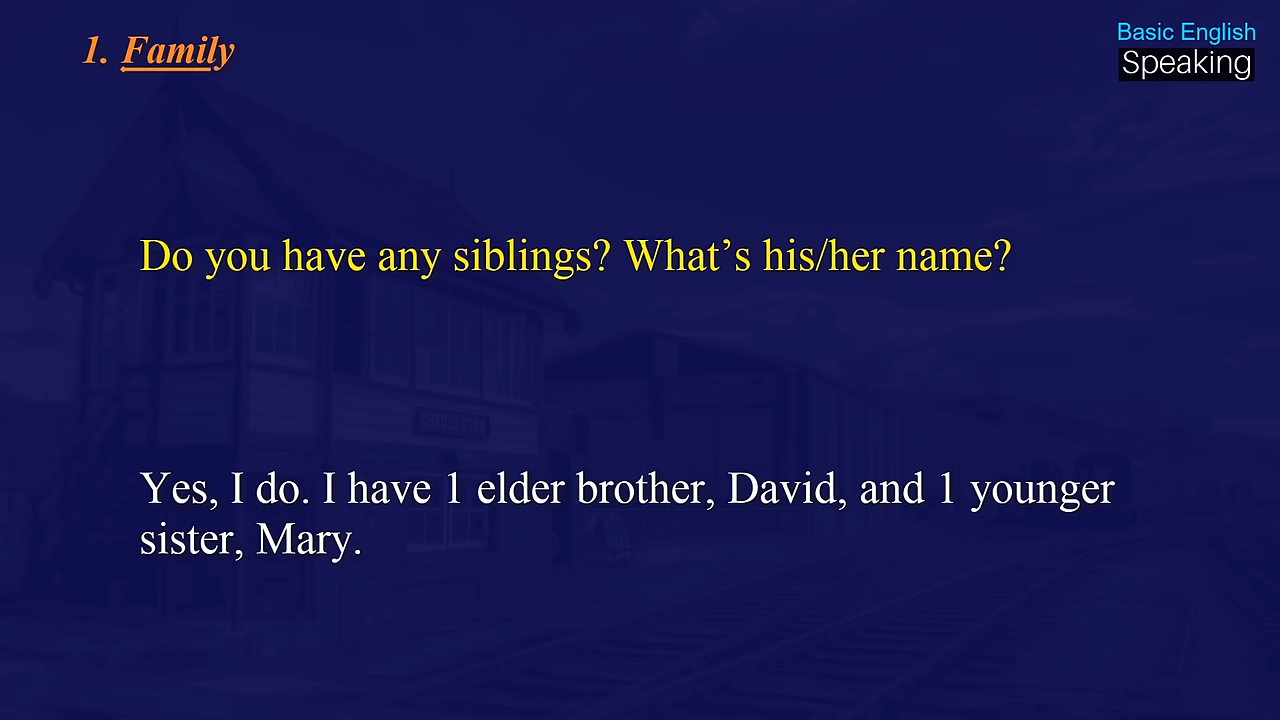 1. Family
Basic English
Speaking
Do you have any siblings? What’s his/her name?
Yes, I do. I have 1 elder brother, David, and 1 younger
sister, Mary.